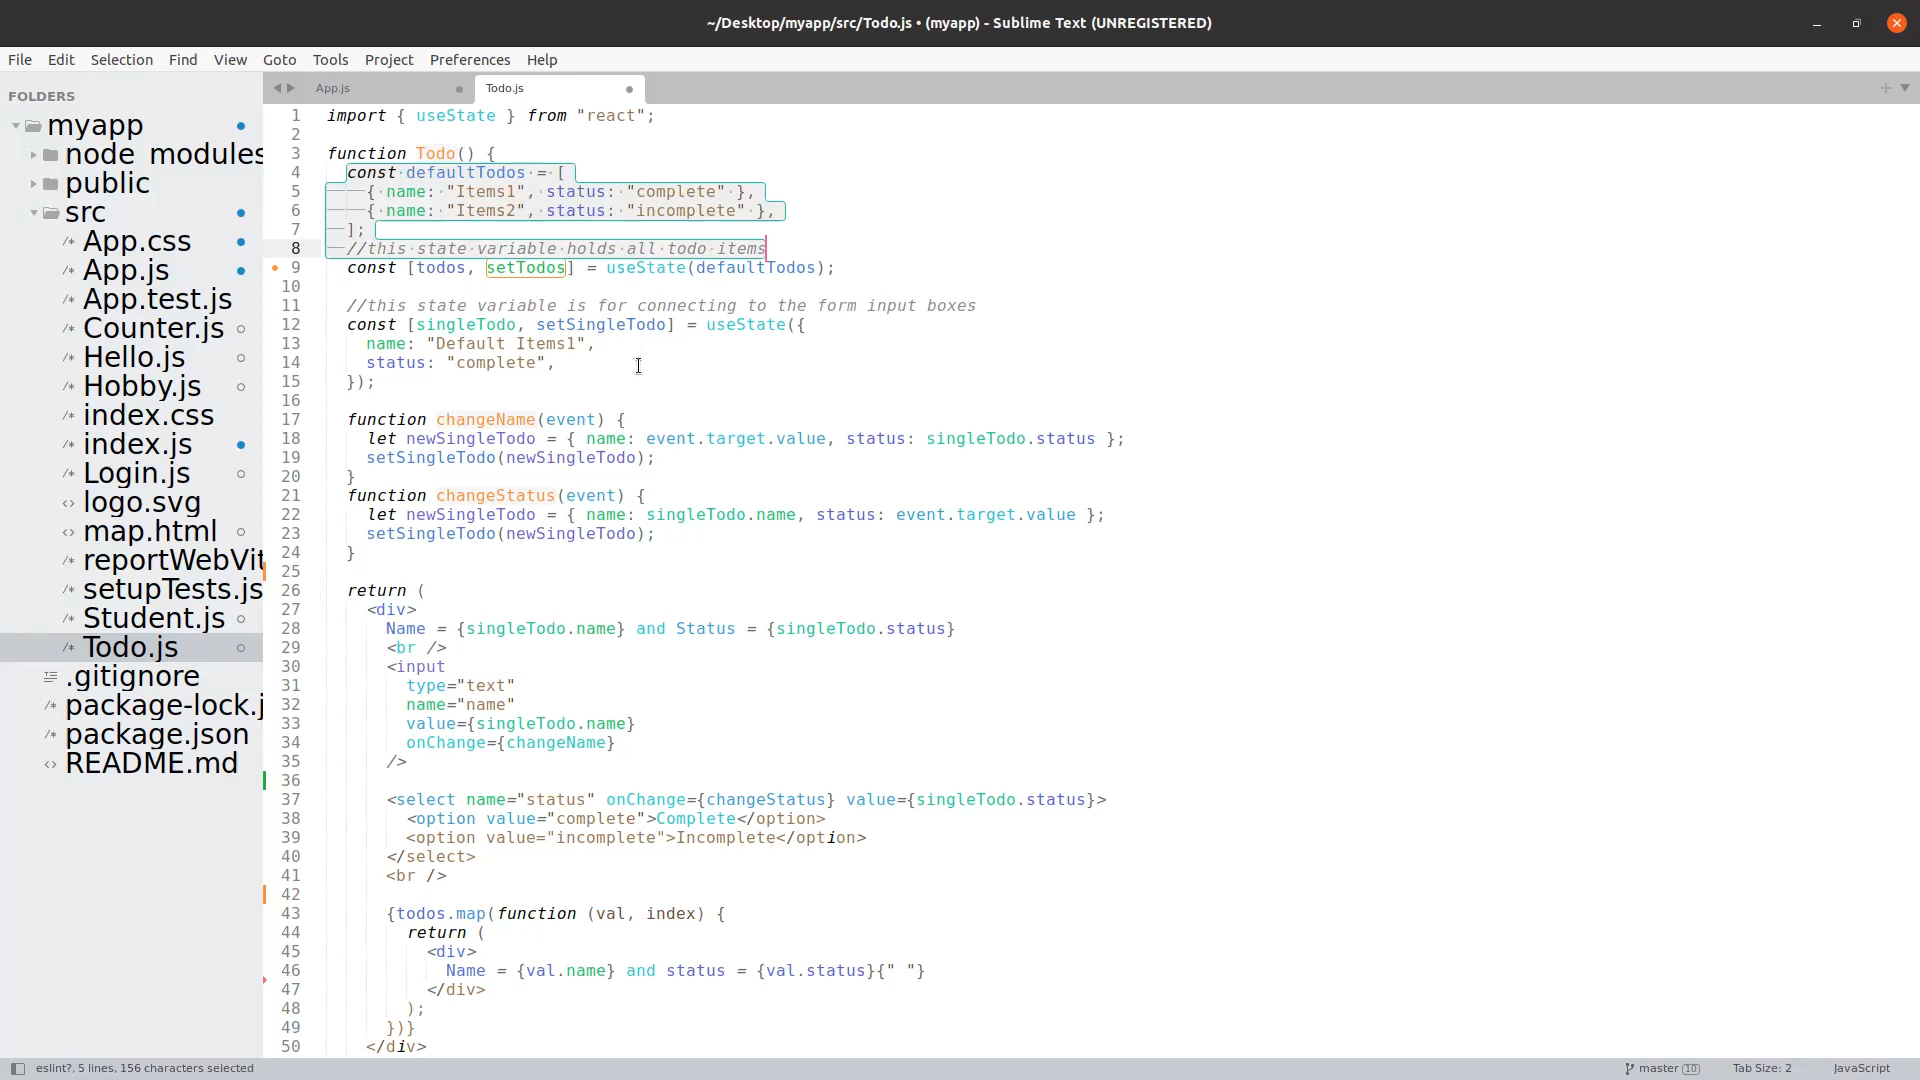 ~/Desktop/myapp/src/Todo.js • (myapp) - Sublime Text (UNREGISTERED)
File Edit Selection Find View Goto Tools Project Preferences Help
FOLDERS
myapp
node_modules
public
src
App.css
App.js
App.test.js
Counter.js
Hello.js
Hobby.js
index.css
index.js
Login.js
logo.svg
map.html
reportWebVit
setupTests.js
Student.js
Todo.js
.gitignore
package-lock.j
package.json
README.md
App.js Todo.js
1 import { useState } from "react";
2
3 function Todo() {
4 const defaultTodos = [
5 { name: "Items1", status: "complete" },
6 { name: "Items2", status: "incomplete" },
7 ];
8 //this state variable holds all todo items
9 const [todos, setTodos] = useState(defaultTodos);
10
11 //this state variable is for connecting to the form input boxes
12 const [singleTodo, setSingleTodo] = useState({
13 name: "Default Items1",
14 status: "complete",
15 });
16
17 function changeName(event) {
18 let newSingleTodo = { name: event.target.value, status: singleTodo.status };
19 setSingleTodo(newSingleTodo);
20 }
21 function changeStatus(event) {
22 let newSingleTodo = { name: singleTodo.name, status: event.target.value };
23 setSingleTodo(newSingleTodo);
24 }
25
26 return (
27 <div>
28 Name = {singleTodo.name} and Status = {singleTodo.status}
29 <br />
30 <input
31 type="text"
32 name="name"
33 value={singleTodo.name}
34 onChange={changeName}
35 />
36
37 <select name="status" onChange={changeStatus} value={singleTodo.status}>
38 <option value="complete">Complete</option>
39 <option value="incomplete">Incomplete</option>
40 </select>
41 <br />
42
43 {todos.map(function (val, index) {
44 return (
45 <div>
46 Name = {val.name} and status = {val.status}{" "}
47 </div>
48 );
49 })}
50 </div>
eslint?, 5 lines, 156 characters selected
master 10 Tab Size: 2 JavaScript